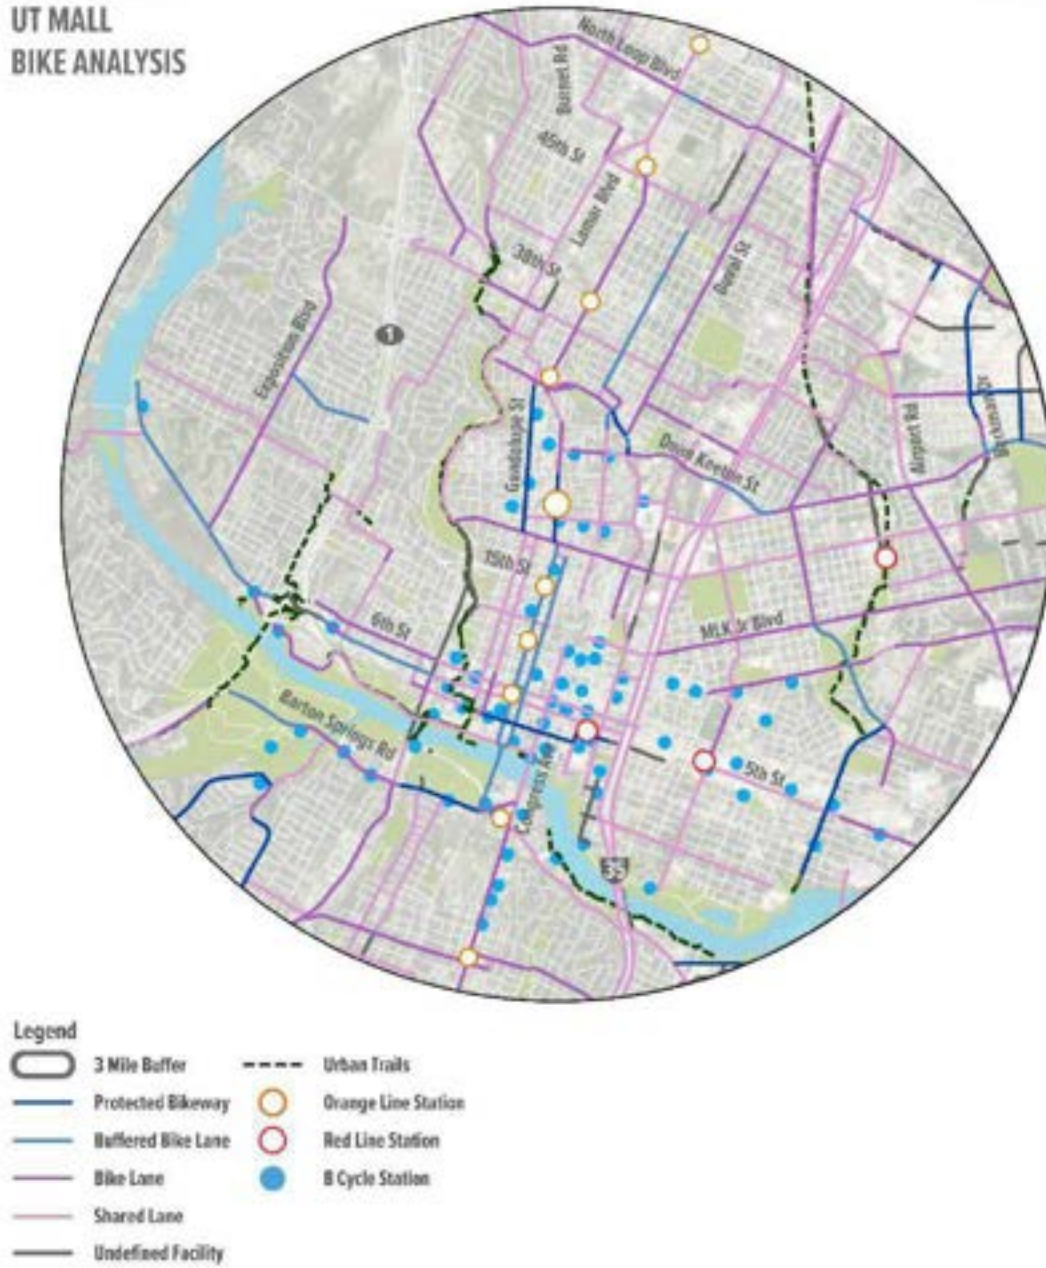 UT MALL
BIKE ANALYSIS
North Loop Blvd
Burnet Rd
45th St
Lamar Blvd
38th St
Duval St
1
Exposition Blvd
Guadalupe St
Dean Keeton St
Airport Rd
15th St
6th St
MLK Jr Blvd
Barton Springs Rd
Congress Ave
5th St
35
Legend
3 Mile Buffer
Urban Trails
Protected Bikeway
Orange Line Station
Buffered Bike Lane
Red Line Station
Bike Lane
B Cycle Station
Shared Lane
Undefined Facility